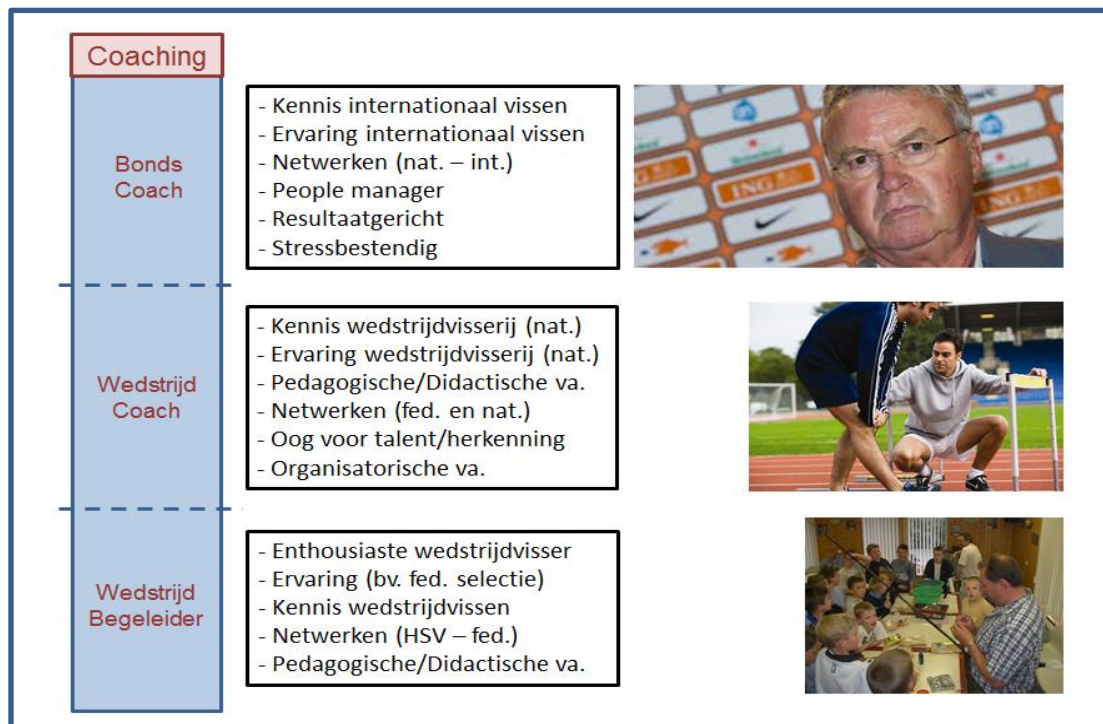 Coaching
Bonds
Coach
- Kennis internationaal vissen
- Ervaring internationaal vissen
- Netwerken (nat. – int.)
- People manager
- Resultaatgericht
- Stressbestendig
ING
Wedstrijd
Coach
- Kennis wedstrijdvisserij (nat.)
- Ervaring wedstrijdvisserij (nat.)
- Pedagogische/Didactische va.
- Netwerken (fed. en nat.)
- Oog voor talent/herkenning
- Organisatorische va.
Wedstrijd
Begeleider
- Enthousiaste wedstrijdvisser
- Ervaring (bv. fed. selectie)
- Kennis wedstrijdvissen
- Netwerken (HSV – fed.)
- Pedagogische/Didactische va.